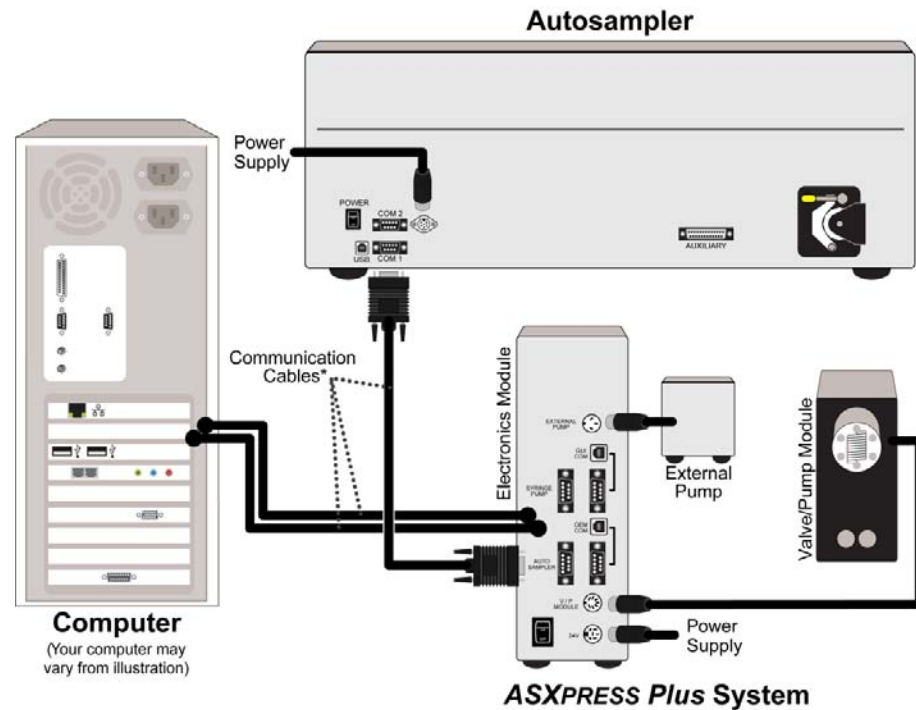 Autosampler
Power
Supply
POWER
COM 2
USB
COM 1
AUXILIARY
Communication
Cables*
Electronics Module
EXTERNAL
PUMP
GUI
COM
SYRINGE
PUMP
OEM
COM
AUTO
SAMPLER
V / P
MODULE
24V
External
Pump
Valve/Pump Module
Power
Supply
Computer
(Your computer may
vary from illustration)
ASXPRESS Plus System